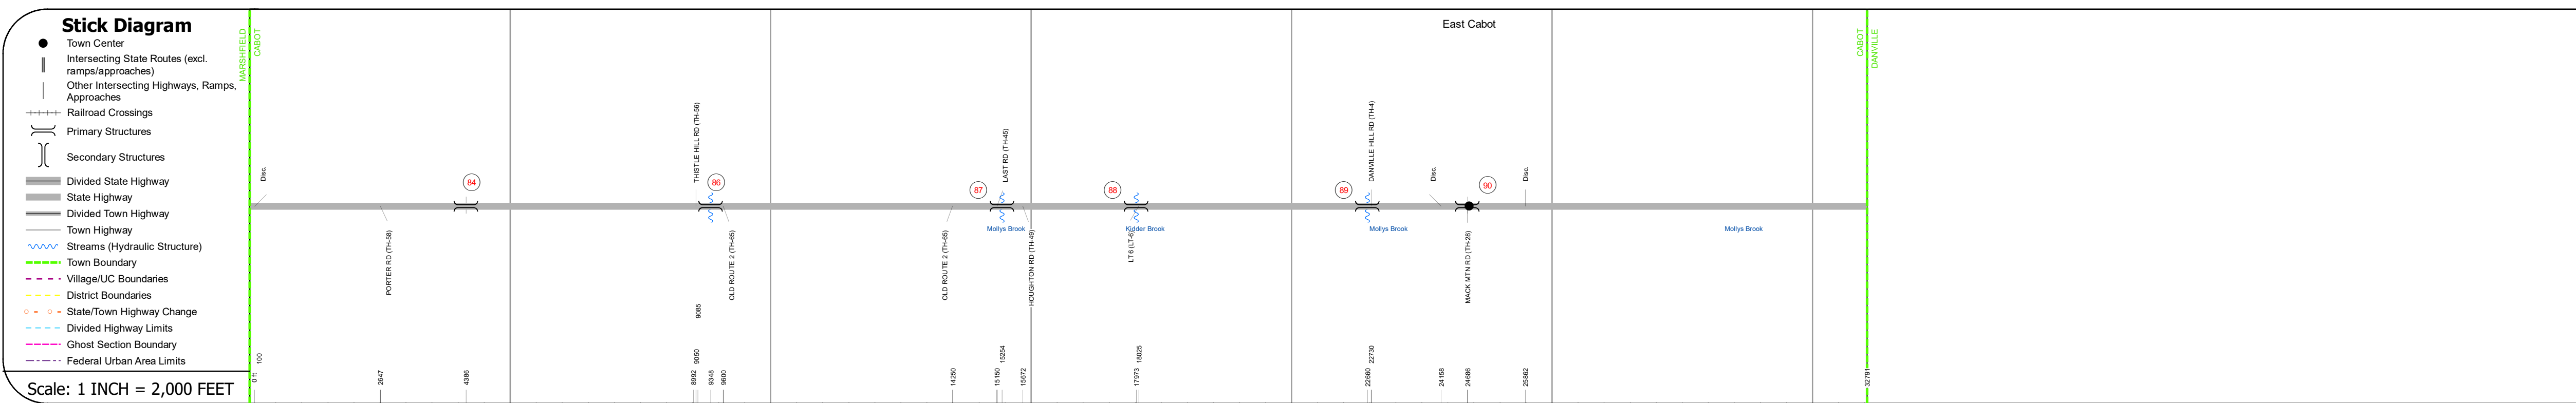 Stick Diagram
Town Center
Intersecting State Routes (excl.
ramps/approaches)
Other Intersecting Highways, Ramps,
Approaches
Railroad Crossings
Primary Structures
Secondary Structures
Divided State Highway
State Highway
Divided Town Highway
Town Highway
Streams (Hydraulic Structure)
Town Boundary
Village/UC Boundaries
District Boundaries
State/Town Highway Change
Divided Highway Limits
Ghost Section Boundary
Federal Urban Area Limits
Scale: 1 INCH = 2,000 FEET
MARSHFIELD
CABOT
East Cabot
CABOT
DANVILLE
Disc.
PORTER RD (TH-58)
84
THISTLE HILL RD (TH-56)
86
OLD ROUTE 2 (TH-65)
OLD ROUTE 2 (TH-65)
87
LAST RD (TH-45)
Mollys Brook
HOUGHTON RD (TH-49)
88
Kidder Brook
LT 6 (LT-6)
89
DANVILLE HILL RD (TH-4)
Mollys Brook
Disc.
90
MACK MTN RD (TH-28)
Disc.
Mollys Brook
0 ft
100
2647
4386
8992
9050
9085
9348
9600
14250
15150
15254
15672
17973
18025
22660
22730
24158
24686
25862
32791